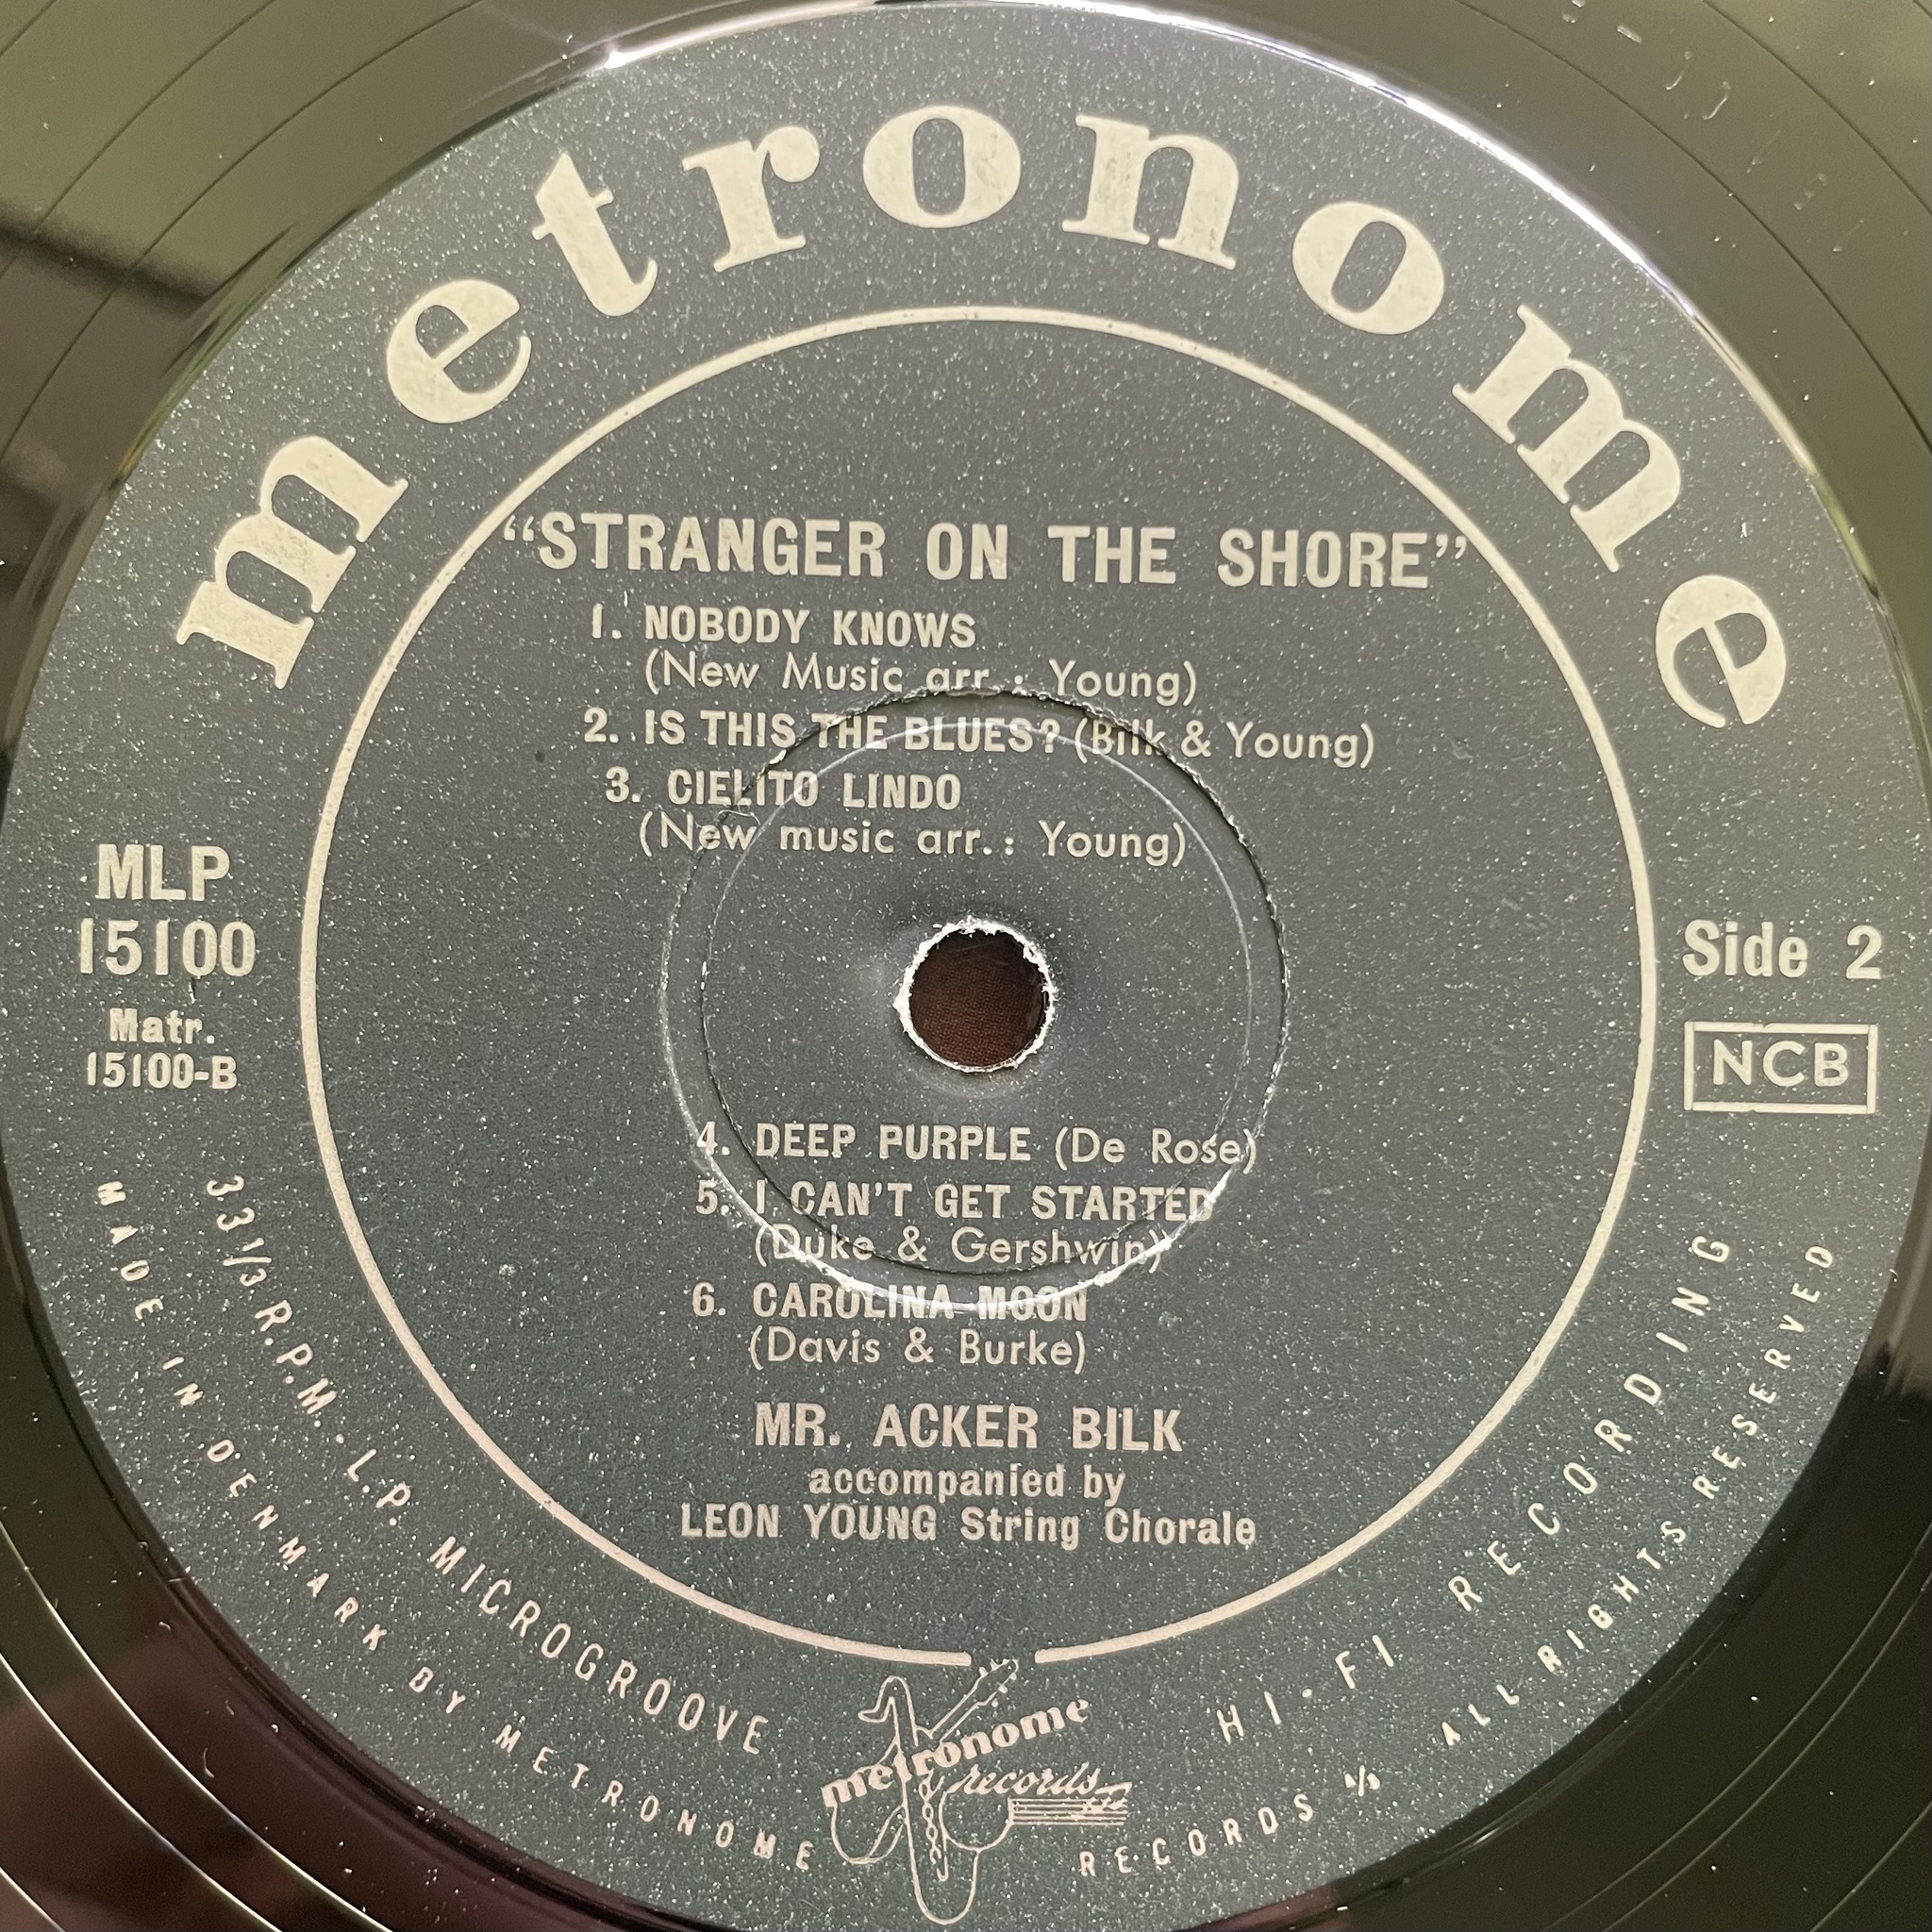 metronome
“STRANGER ON THE SHORE”
1. NOBODY KNOWS
(New Music arr.: Young)
2. IS THIS THE BLUES? (Bilk & Young)
3. CIELITO LINDO
(New music arr.: Young)
MLP
15100
Matr.
15100-B
Side 2
NCB
4. DEEP PURPLE (De Rose)
5. I CAN'T GET STARTED
(Duke & Gershwin))
6. CAROLINA MOON
(Davis & Burke)
MR. ACKER BILK
accompanied by
LEON YOUNG String Chorale
33 1/3 R.P.M. - L.P. MICROGROOVE
HI-FI RECORDING
metronome
records
MADE IN DENMARK BY METRONOME RECORDS A/S ALL RIGHTS RESERVED